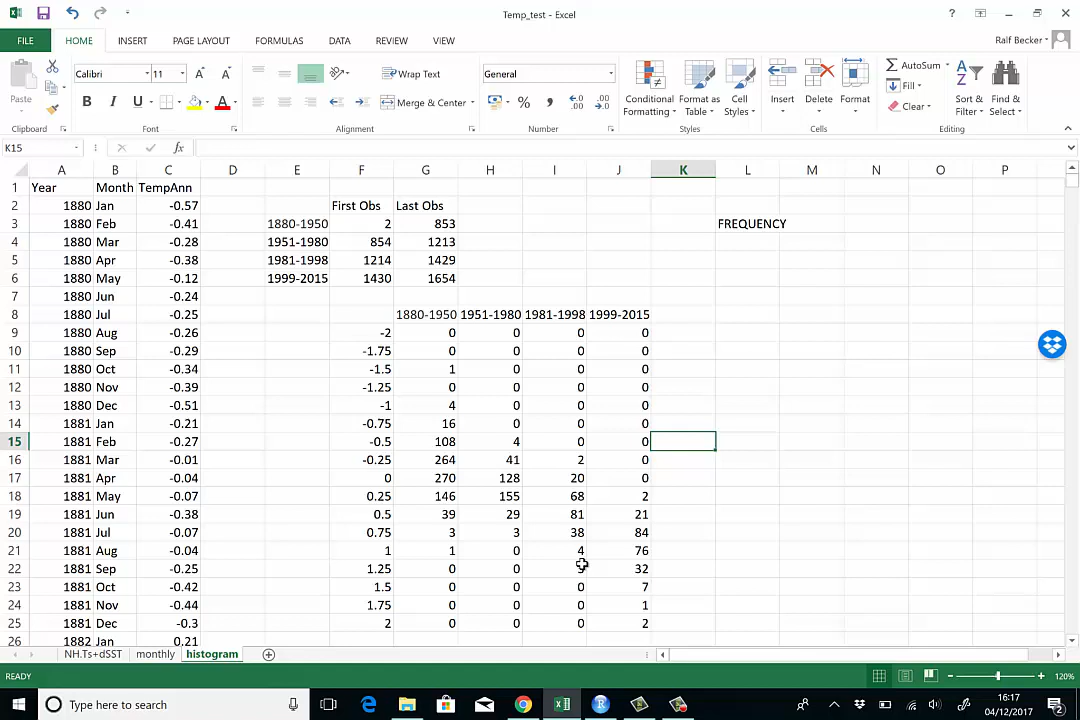 Temp_test - Excel
FILE HOME INSERT PAGE LAYOUT FORMULAS DATA REVIEW VIEW Ralf Becker
Calibri 11 Wrap Text General AutoSum
Paste B I U A Merge & Center % Conditional Formatting Format as Table Cell Styles Insert Delete Format Fill Clear Sort & Filter Find & Select
Clipboard Font Alignment Number Styles Cells Editing
K15 fx
A B C D E F G H I J K L M N O P
1 Year Month TempAnn
2 1880 Jan -0.57 First Obs Last Obs
3 1880 Feb -0.41 1880-1950 2 853 FREQUENCY
4 1880 Mar -0.28 1951-1980 854 1213
5 1880 Apr -0.38 1981-1998 1214 1429
6 1880 May -0.12 1999-2015 1430 1654
7 1880 Jun -0.24
8 1880 Jul -0.25 1880-1950 1951-1980 1981-1998 1999-2015
9 1880 Aug -0.26 -2 0 0 0 0
10 1880 Sep -0.29 -1.75 0 0 0 0
11 1880 Oct -0.34 -1.5 1 0 0 0
12 1880 Nov -0.39 -1.25 0 0 0 0
13 1880 Dec -0.51 -1 4 0 0 0
14 1881 Jan -0.21 -0.75 16 0 0 0
15 1881 Feb -0.27 -0.5 108 4 0 0
16 1881 Mar -0.01 -0.25 264 41 2 0
17 1881 Apr -0.04 0 270 128 20 0
18 1881 May -0.07 0.25 146 155 68 2
19 1881 Jun -0.38 0.5 39 29 81 21
20 1881 Jul -0.07 0.75 3 3 38 84
21 1881 Aug -0.04 1 1 0 4 76
22 1881 Sep -0.25 1.25 0 0 32
23 1881 Oct -0.42 1.5 0 0 0 7
24 1881 Nov -0.44 1.75 0 0 0 1
25 1881 Dec -0.3 2 0 0 0 2
26 1882 Jan 0.21
NH.Ts+dSST monthly histogram
READY 120%
Type here to search 16:17
04/12/2017 2